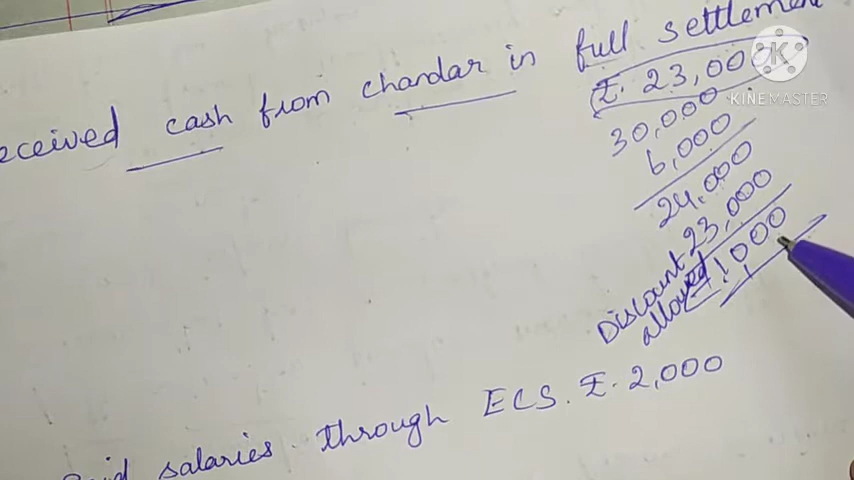 eceived cash from chandar in full settlement
₹. 23,000
KINEMASTER
30,000
6,000
24,000
23,000
Discount
allowed 1000
salaries through ECS. ₹. 2,000